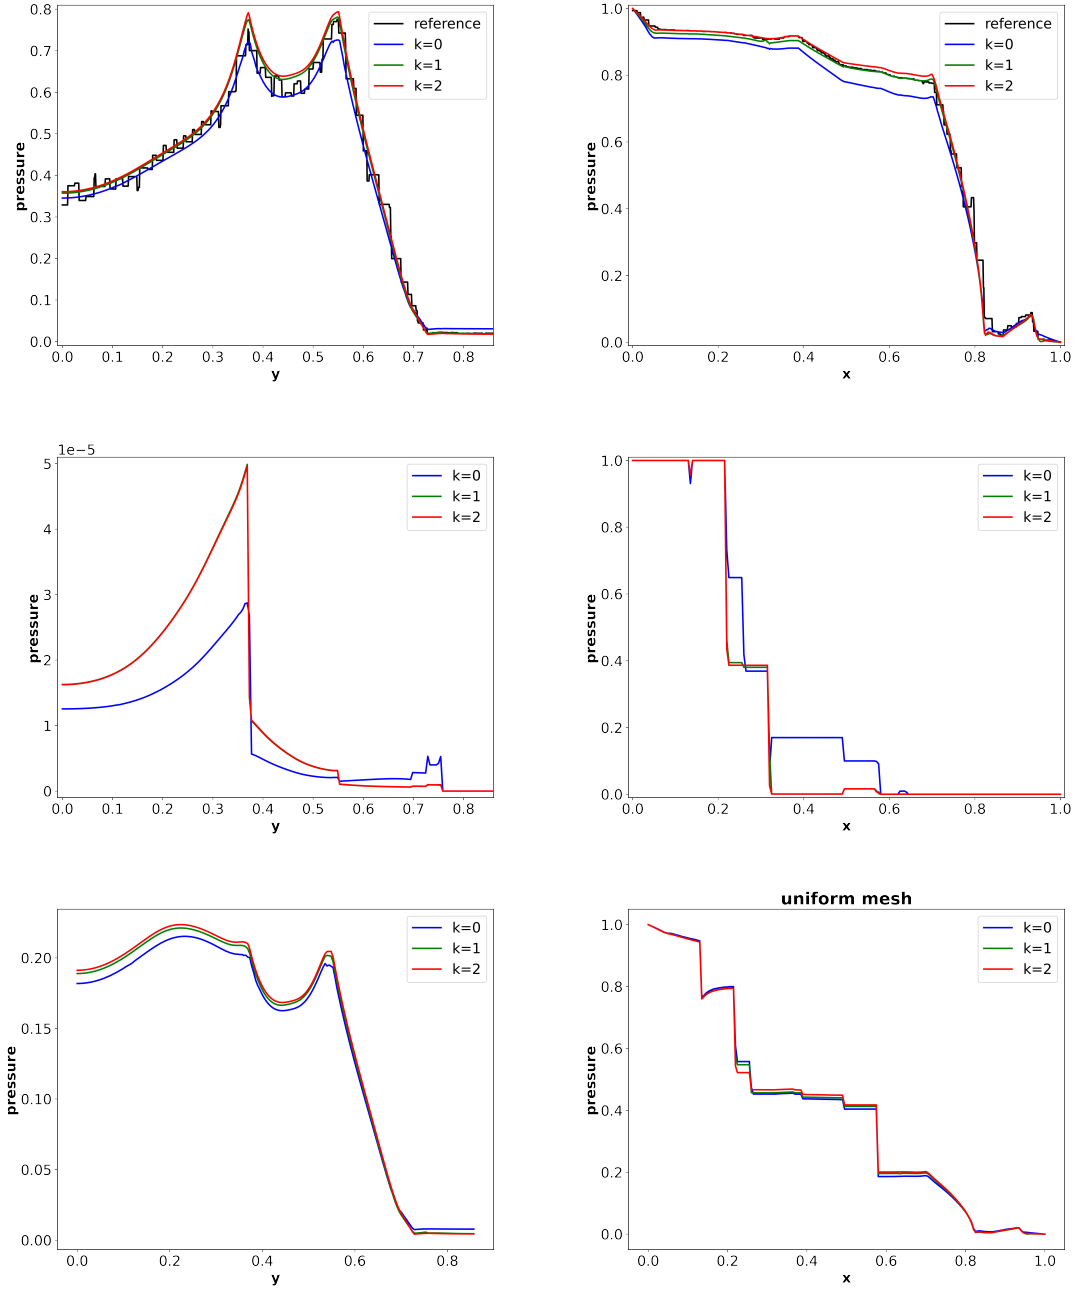 0.8
0.7
0.6
0.5
0.4
0.3
0.2
0.1
0.0
pressure
0.0 0.1 0.2 0.3 0.4 0.5 0.6 0.7 0.8
y
reference
k=0
k=1
k=2
1.0
0.8
0.6
0.4
0.2
0.0
pressure
0.0 0.2 0.4 0.6 0.8 1.0
x
reference
k=0
k=1
k=2
1e−5
5
4
3
2
1
0
pressure
0.0 0.1 0.2 0.3 0.4 0.5 0.6 0.7 0.8
y
k=0
k=1
k=2
1.0
0.8
0.6
0.4
0.2
0.0
pressure
0.0 0.2 0.4 0.6 0.8 1.0
x
k=0
k=1
k=2
0.20
0.15
0.10
0.05
0.00
pressure
0.0 0.2 0.4 0.6 0.8
y
k=0
k=1
k=2
uniform mesh
1.0
0.8
0.6
0.4
0.2
0.0
pressure
0.0 0.2 0.4 0.6 0.8 1.0
x
k=0
k=1
k=2